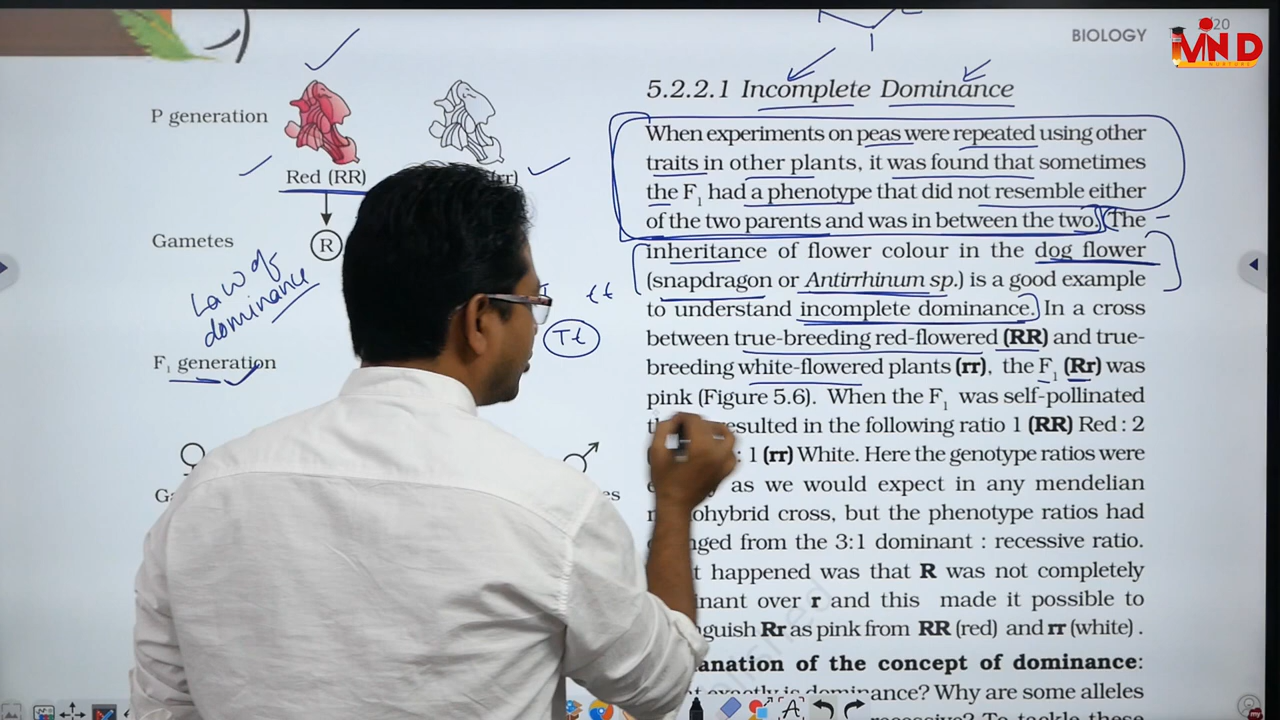 20
BIOLOGY
MIND
5.2.2.1 Incomplete Dominance
P generation
When experiments on peas were repeated using other
traits in other plants, it was found that sometimes
Red (RR)
rr)
the F1 had a phenotype that did not resemble either
of the two parents and was in between the two. The
Gametes
R
inheritance of flower colour in the dog flower
Law of
dominance
(snapdragon or Antirrhinum sp.) is a good example
tt
to understand incomplete dominance. In a cross
Tt
between true-breeding red-flowered (RR) and true-
F1 generation
breeding white-flowered plants (rr), the F1 (Rr) was
pink (Figure 5.6). When the F1 was self-pollinated
resulted in the following ratio 1 (RR) Red : 2
: 1 (rr) White. Here the genotype ratios were
as we would expect in any mendelian
ohybrid cross, but the phenotype ratios had
nged from the 3:1 dominant : recessive ratio.
t happened was that R was not completely
inant over r and this made it possible to
guish Rr as pink from RR (red) and rr (white) .
anation of the concept of dominance:
exactly is dominance? Why are some alleles